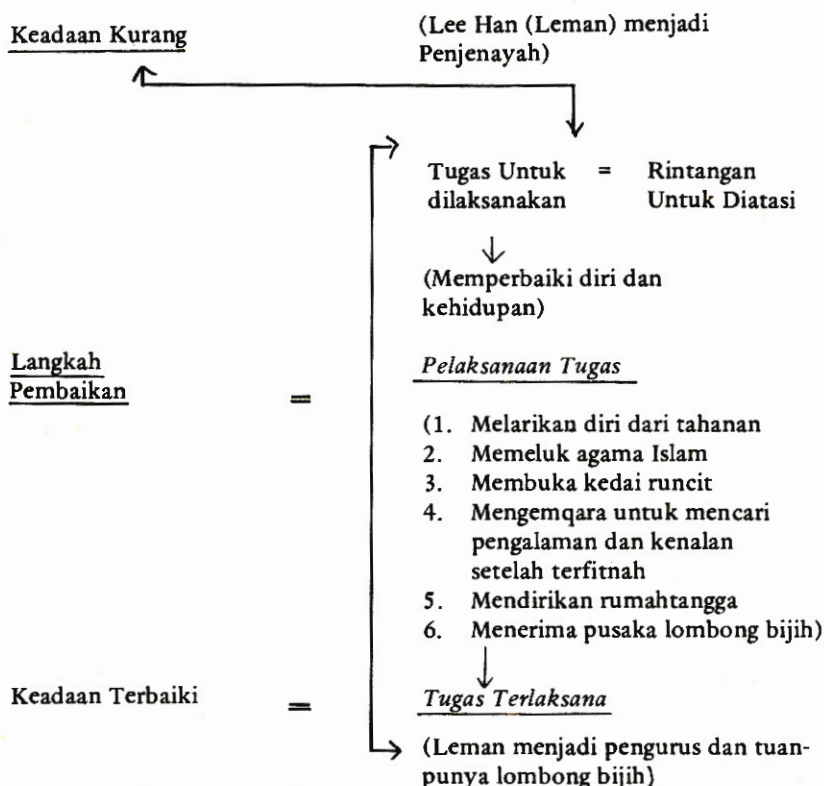 Keadaan Kurang
(Lee Han (Leman) menjadi
Penjenayah)
Tugas Untuk = Rintangan
dilaksanakan Untuk Diatasi
(Memperbaiki diri dan
kehidupan)
Langkah
Pembaikan =
Pelaksanaan Tugas
(1. Melarikan diri dari tahanan
2. Memeluk agama Islam
3. Membuka kedai runcit
4. Mengemqara untuk mencari
pengalaman dan kenalan
setelah terfitnah
5. Mendirikan rumahtangga
6. Menerima pusaka lombong bijih)
Keadaan Terbaiki = Tugas Terlaksana
(Leman menjadi pengurus dan tuan-
punya lombong bijih)